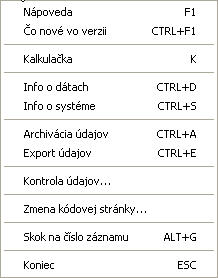 Nápoveda F1
Čo nové vo verzii CTRL+F1
Kalkulačka K
Info o dátach CTRL+D
Info o systéme CTRL+S
Archivácia údajov CTRL+A
Export údajov CTRL+E
Kontrola údajov...
Zmena kódovej stránky...
Skok na číslo záznamu ALT+G
Koniec ESC